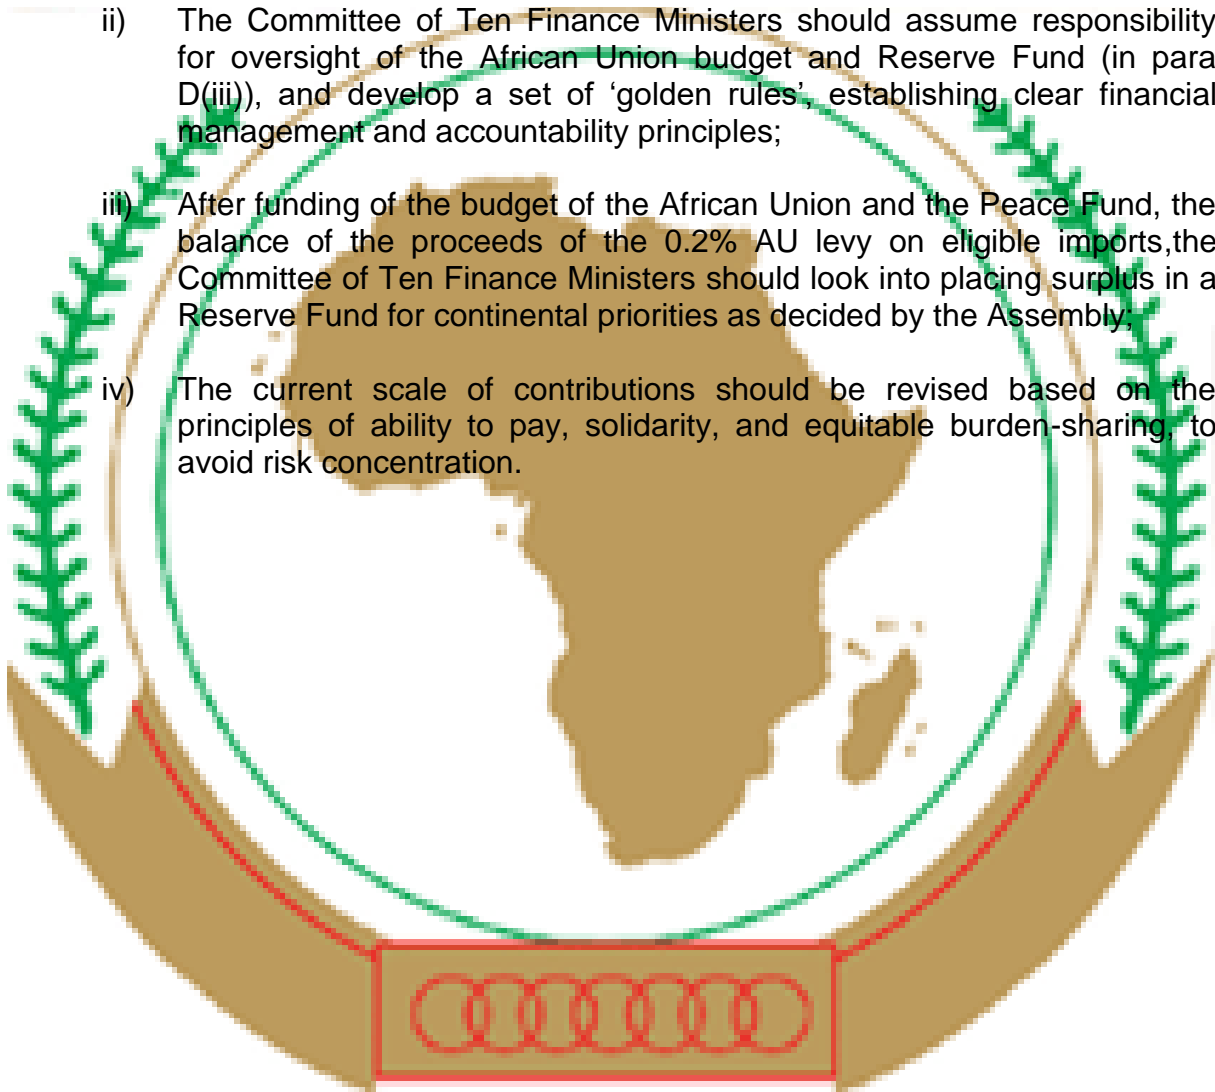 ii) The Committee of Ten Finance Ministers should assume responsibility
for oversight of the African Union budget and Reserve Fund (in para
D(iii)), and develop a set of ‘golden rules’, establishing clear financial
management and accountability principles;
iii) After funding of the budget of the African Union and the Peace Fund, the
balance of the proceeds of the 0.2% AU levy on eligible imports,the
Committee of Ten Finance Ministers should look into placing surplus in a
Reserve Fund for continental priorities as decided by the Assembly;
iv) The current scale of contributions should be revised based on the
principles of ability to pay, solidarity, and equitable burden-sharing, to
avoid risk concentration.